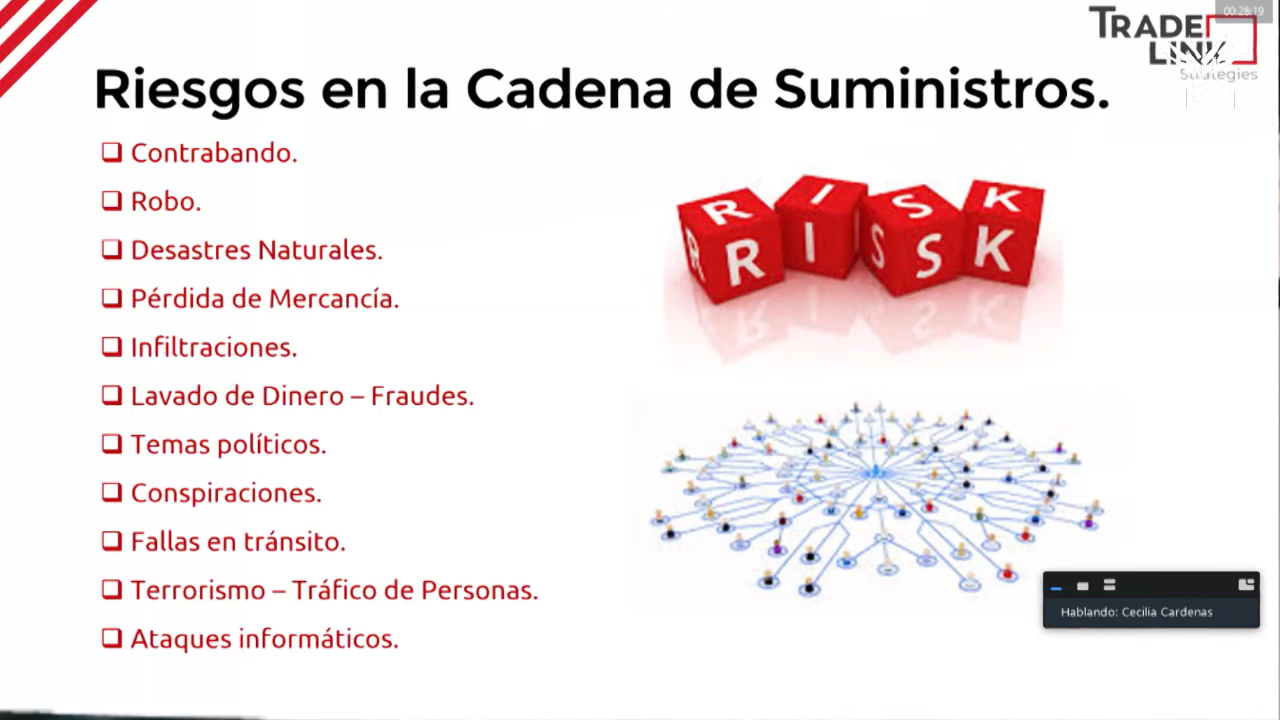 00:28:19
TRADE
LINK
Strategies
Riesgos en la Cadena de Suministros.
❑ Contrabando.
❑ Robo.
❑ Desastres Naturales.
❑ Pérdida de Mercancía.
❑ Infiltraciones.
❑ Lavado de Dinero – Fraudes.
❑ Temas políticos.
❑ Conspiraciones.
❑ Fallas en tránsito.
❑ Terrorismo – Tráfico de Personas.
❑ Ataques informáticos.
R I S K
R R I S S K
Hablando: Cecilia Cardenas